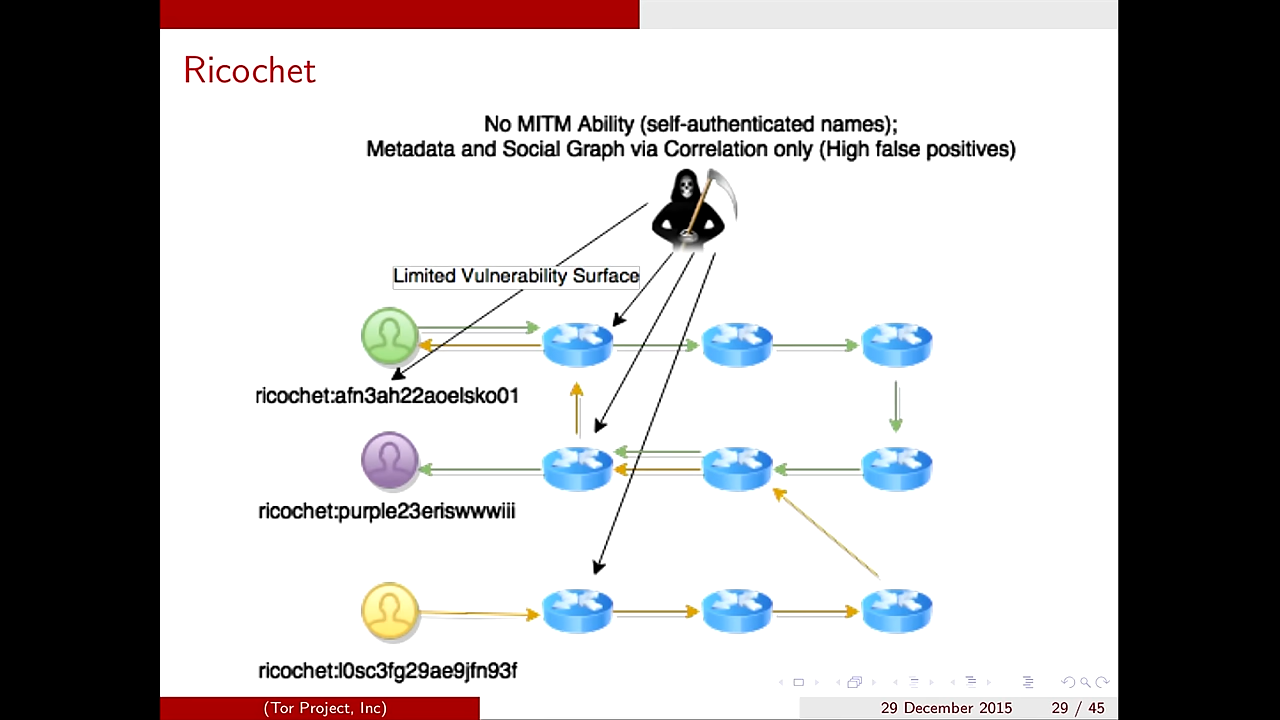 Ricochet
No MITM Ability (self-authenticated names);
Metadata and Social Graph via Correlation only (High false positives)
Limited Vulnerability Surface
ricochet:afn3ah22aoelsko01
ricochet:purple23eriswwwiii
ricochet:l0sc3fg29ae9jfn93f
(Tor Project, Inc)
29 December 2015
29 / 45